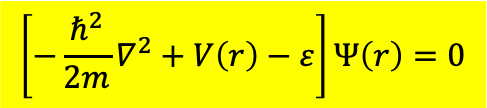 [-ℏ²/2m ∇² + V(r) − ε] Ψ(r) = 0